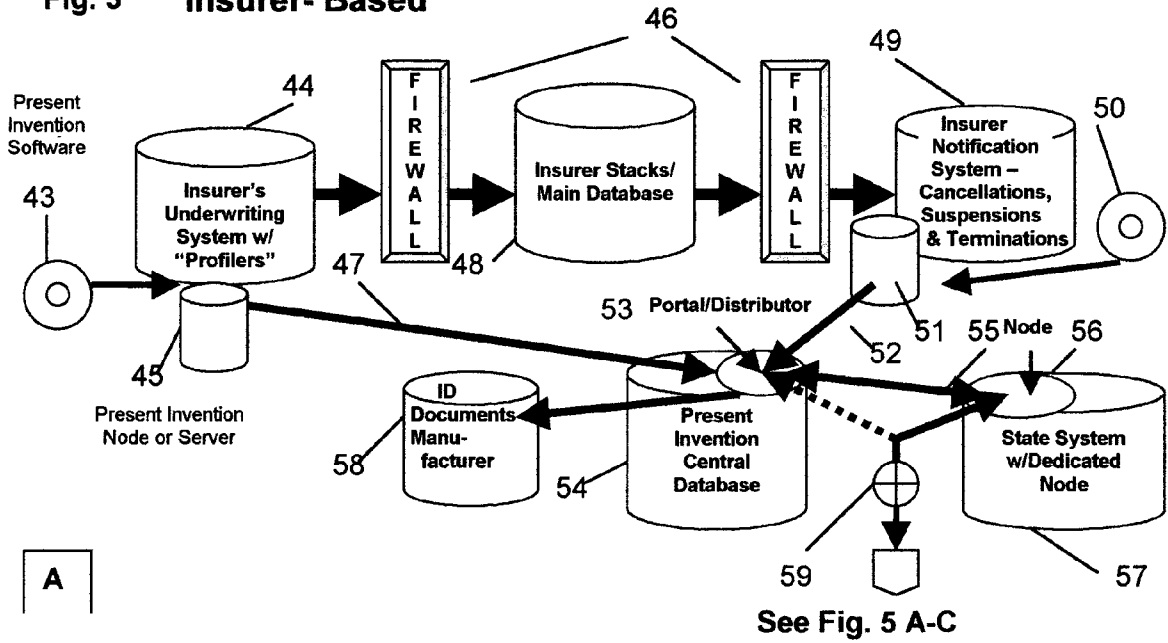 Fig. 3 Insurer- Based
46
49
44
50
Present
Invention
Software
43
F
I
R
E
W
A
L
L
F
I
R
E
W
A
L
L
Insurer's
Underwriting
System w/
"Profilers"
Insurer Stacks/
Main Database
Insurer
Notification
System –
Cancellations,
Suspensions
& Terminations
47
48
53 Portal/Distributor
51
52
55 Node 56
45
Present Invention
Node or Server
ID
Documents
Manu-
facturer
58
Present
Invention
Central
Database
54
State System
w/Dedicated
Node
59
57
A
See Fig. 5 A-C